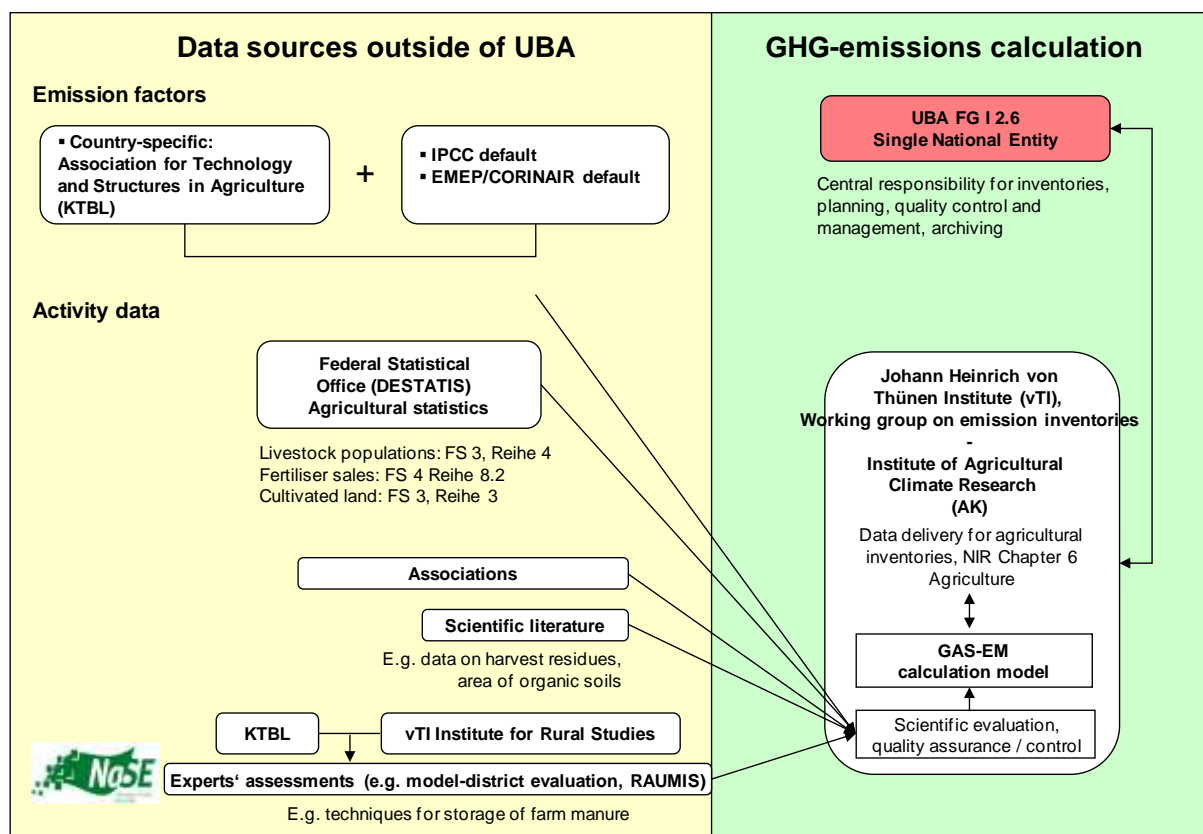 Data sources outside of UBA
Emission factors
▪ Country-specific:
Association for Technology
and Structures in Agriculture
(KTBL)
+
▪ IPCC default
▪ EMEP/CORINAIR default
Activity data
Federal Statistical
Office (DESTATIS)
Agricultural statistics
Livestock populations: FS 3, Reihe 4
Fertiliser sales: FS 4 Reihe 8.2
Cultivated land: FS 3, Reihe 3
Associations
Scientific literature
E.g. data on harvest residues,
area of organic soils
KTBL
vTI Institute for Rural Studies
Experts‘ assessments (e.g. model-district evaluation, RAUMIS)
E.g. techniques for storage of farm manure
NaSE
GHG-emissions calculation
UBA FG I 2.6
Single National Entity
Central responsibility for inventories,
planning, quality control and
management, archiving
Johann Heinrich von
Thünen Institute (vTI),
Working group on emission inventories
-
Institute of Agricultural
Climate Research
(AK)
Data delivery for agricultural
inventories, NIR Chapter 6
Agriculture
GAS-EM
calculation model
Scientific evaluation,
quality assurance / control